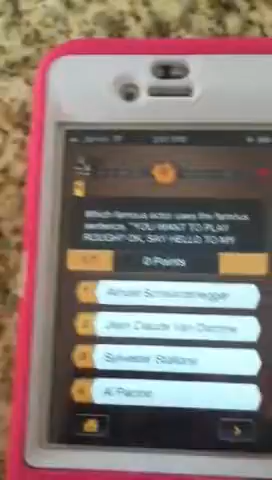 Which famous actor uses the famous
sentence, "YOU WANT TO PLAY
ROUGH? OK, SAY HELLO TO MY
0 Points
Arnold Schwarzenegger
Jean Claude Van Damme
Sylvester Stallone
Al Pacino